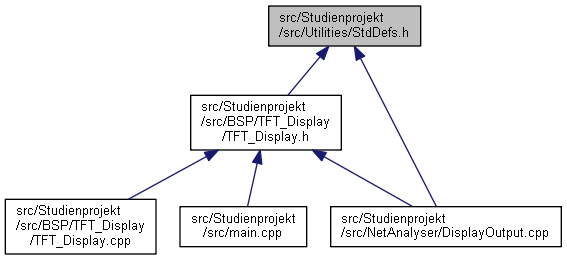 src/Studienprojekt
/src/Utilities/StdDefs.h
src/Studienprojekt
/src/BSP/TFT_Display
/TFT_Display.h
src/Studienprojekt
/src/BSP/TFT_Display
/TFT_Display.cpp
src/Studienprojekt
/src/main.cpp
src/Studienprojekt
/src/NetAnalyser/DisplayOutput.cpp